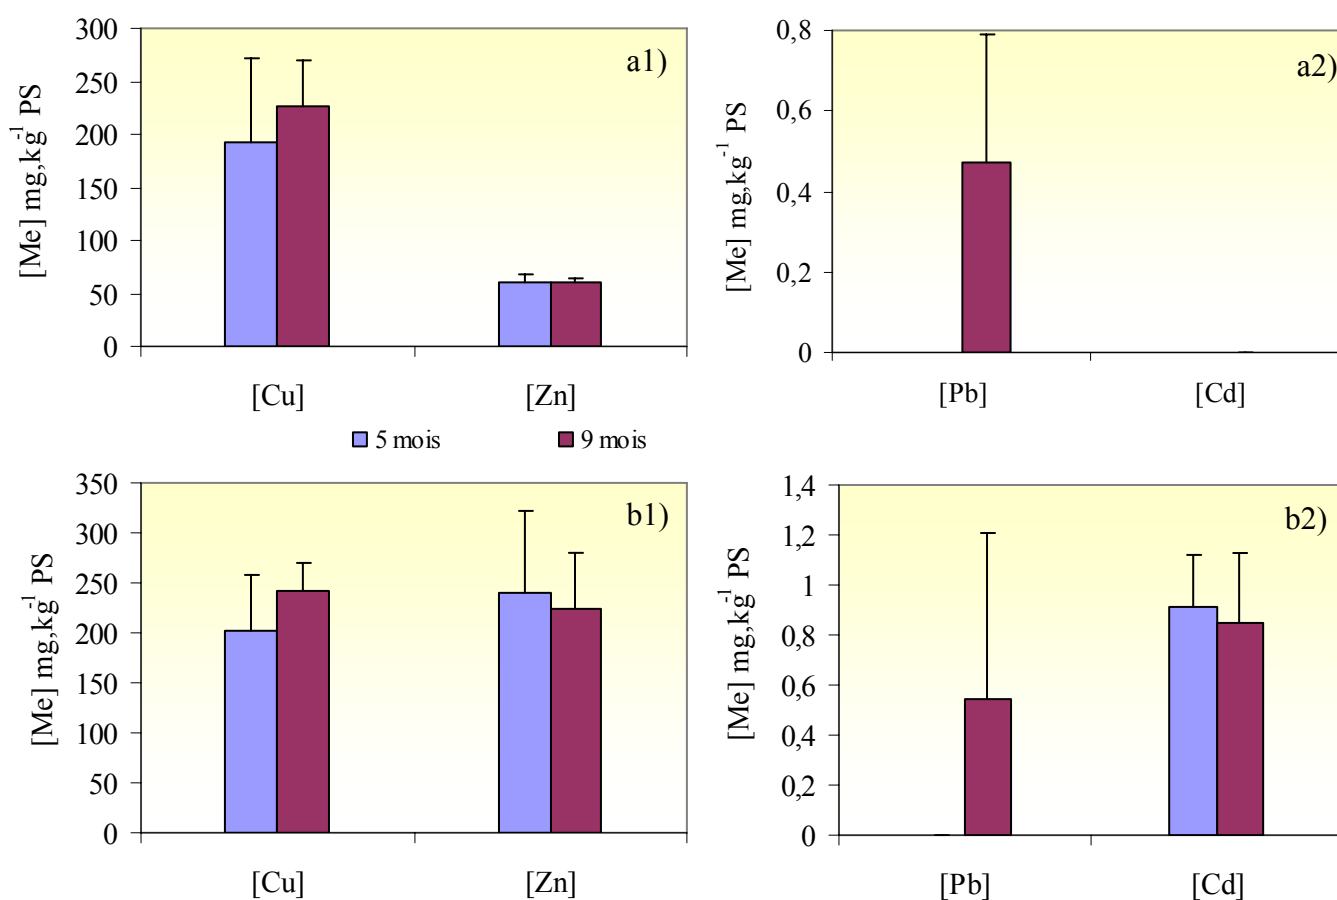 a1)
[Me] mg,kg⁻¹ PS
300
250
200
150
100
50
0
[Cu] [Zn]
a2)
[Me] mg,kg⁻¹ PS
0,8
0,6
0,4
0,2
0
[Pb] [Cd]
5 mois 9 mois
b1)
[Me] mg,kg⁻¹ PS
350
300
250
200
150
100
50
0
[Cu] [Zn]
b2)
[Me] mg,kg⁻¹ PS
1,4
1,2
1
0,8
0,6
0,4
0,2
0
[Pb] [Cd]